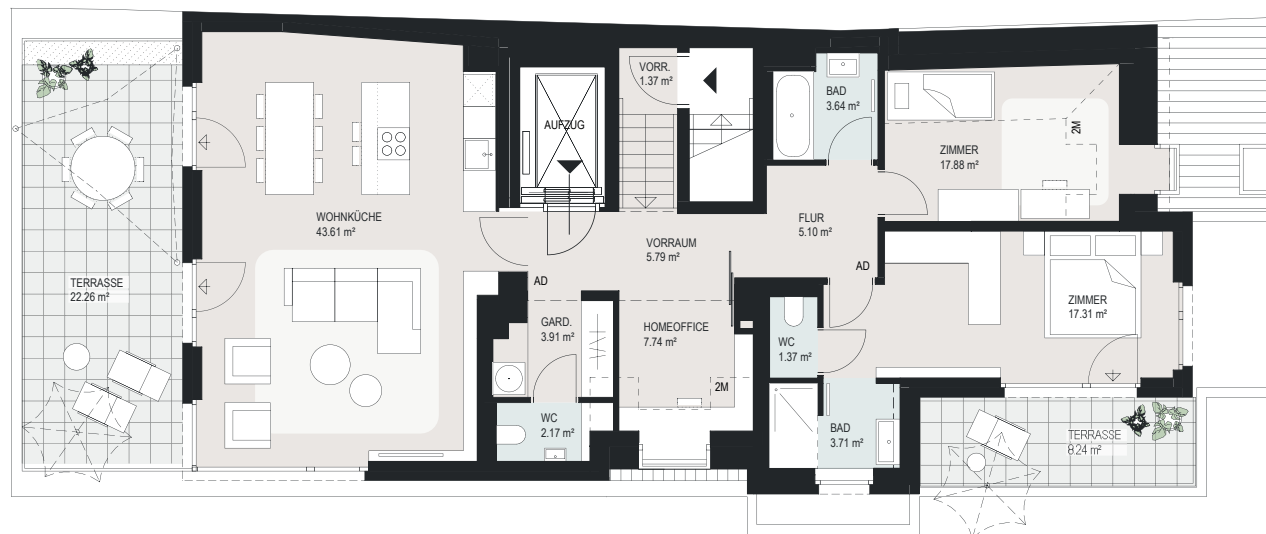 VORR.
1.37 m²
BAD
3.64 m²
AUFZUG
2M
ZIMMER
17.88 m²
WOHNKÜCHE
43.61 m²
FLUR
5.10 m²
VORRAUM
5.79 m²
AD
AD
TERRASSE
22.26 m²
ZIMMER
17.31 m²
GARD.
3.91 m²
HOMEOFFICE
7.74 m²
WC
1.37 m²
2M
WC
2.17 m²
BAD
3.71 m²
TERRASSE
8.24 m²